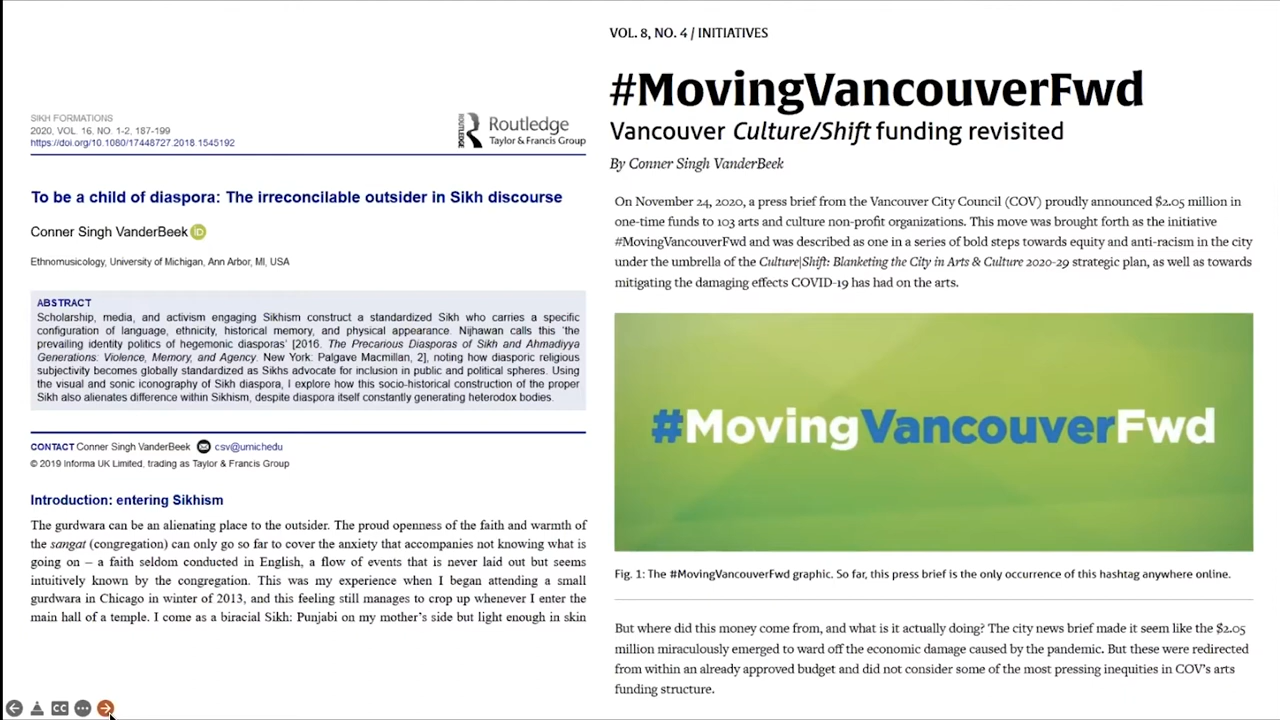 SIKH FORMATIONS
2020, VOL. 16, NO. 1-2, 187-199
https://doi.org/10.1080/17448727.2018.1545192
ROUTLEDGE
Routledge
Taylor & Francis Group
To be a child of diaspora: The irreconcilable outsider in Sikh discourse
Conner Singh VanderBeek iD
Ethnomusicology, University of Michigan, Ann Arbor, MI, USA
ABSTRACT
Scholarship, media, and activism engaging Sikhism construct a standardized Sikh who carries a specific
configuration of language, ethnicity, historical memory, and physical appearance. Nijhawan calls this 'the
prevailing identity politics of hegemonic diasporas' [2016. The Precarious Diasporas of Sikh and Ahmadiyya
Generations: Violence, Memory, and Agency. New York: Palgave Macmillan, 2], noting how diasporic religious
subjectivity becomes globally standardized as Sikhs advocate for inclusion in public and political spheres. Using
the visual and sonic iconography of Sikh diaspora, I explore how this socio-historical construction of the proper
Sikh also alienates difference within Sikhism, despite diaspora itself constantly generating heterodox bodies.
CONTACT Conner Singh VanderBeek csv@umichedu
© 2019 Informa UK Limited, trading as Taylor & Francis Group
Introduction: entering Sikhism
The gurdwara can be an alienating place to the outsider. The proud openness of the faith and warmth of
the sangat (congregation) can only go so far to cover the anxiety that accompanies not knowing what is
going on – a faith seldom conducted in English, a flow of events that is never laid out but seems
intuitively known by the congregation. This was my experience when I began attending a small
gurdwara in Chicago in winter of 2013, and this feeling still manages to crop up whenever I enter the
main hall of a temple. I come as a biracial Sikh: Punjabi on my mother's side but light enough in skin
VOL. 8, NO. 4 / INITIATIVES
#MovingVancouverFwd
Vancouver Culture/Shift funding revisited
By Conner Singh VanderBeek
On November 24, 2020, a press brief from the Vancouver City Council (COV) proudly announced $2.05 million in
one-time funds to 103 arts and culture non-profit organizations. This move was brought forth as the initiative
#MovingVancouverFwd and was described as one in a series of bold steps towards equity and anti-racism in the city
under the umbrella of the Culture|Shift: Blanketing the City in Arts & Culture 2020-29 strategic plan, as well as towards
mitigating the damaging effects COVID-19 has had on the arts.
#MovingVancouverFwd
Fig. 1: The #MovingVancouverFwd graphic. So far, this press brief is the only occurrence of this hashtag anywhere online.
But where did this money come from, and what is it actually doing? The city news brief made it seem like the $2.05
million miraculously emerged to ward off the economic damage caused by the pandemic. But these were redirected
from within an already approved budget and did not consider some of the most pressing inequities in COV's arts
funding structure.
CC